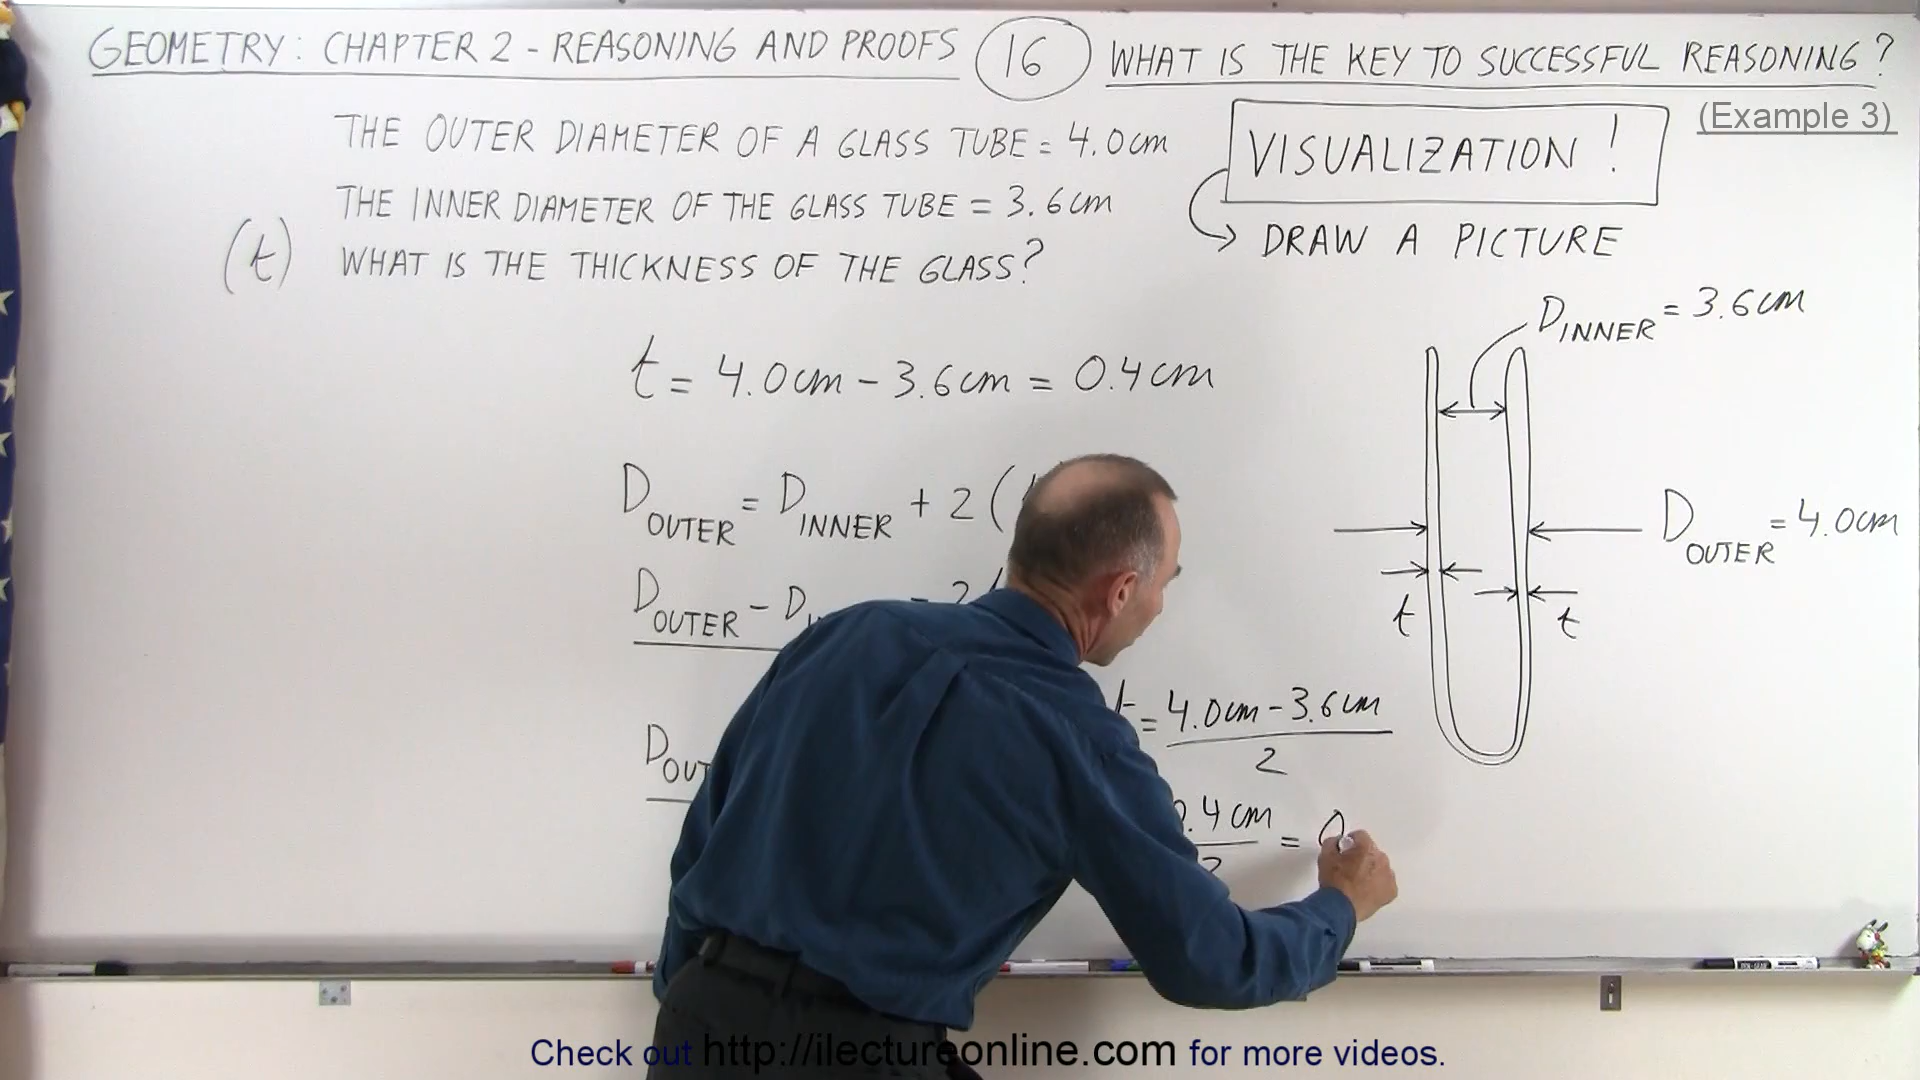 GEOMETRY: CHAPTER 2 - REASONING AND PROOFS 16 WHAT IS THE KEY TO SUCCESSFUL REASONING?
(Example 3)
THE OUTER DIAMETER OF A GLASS TUBE = 4.0cm
THE INNER DIAMETER OF THE GLASS TUBE = 3.6cm
(t) WHAT IS THE THICKNESS OF THE GLASS?
VISUALIZATION!
DRAW A PICTURE
t = 4.0cm - 3.6cm = 0.4cm
D OUTER = D INNER + 2(
D OUTER - D = 2
D
t = 4.0cm - 3.6cm
2
.4cm = 0
2
D INNER = 3.6cm
D OUTER = 4.0cm
t t
Check out http://ilectureonline.com for more videos.